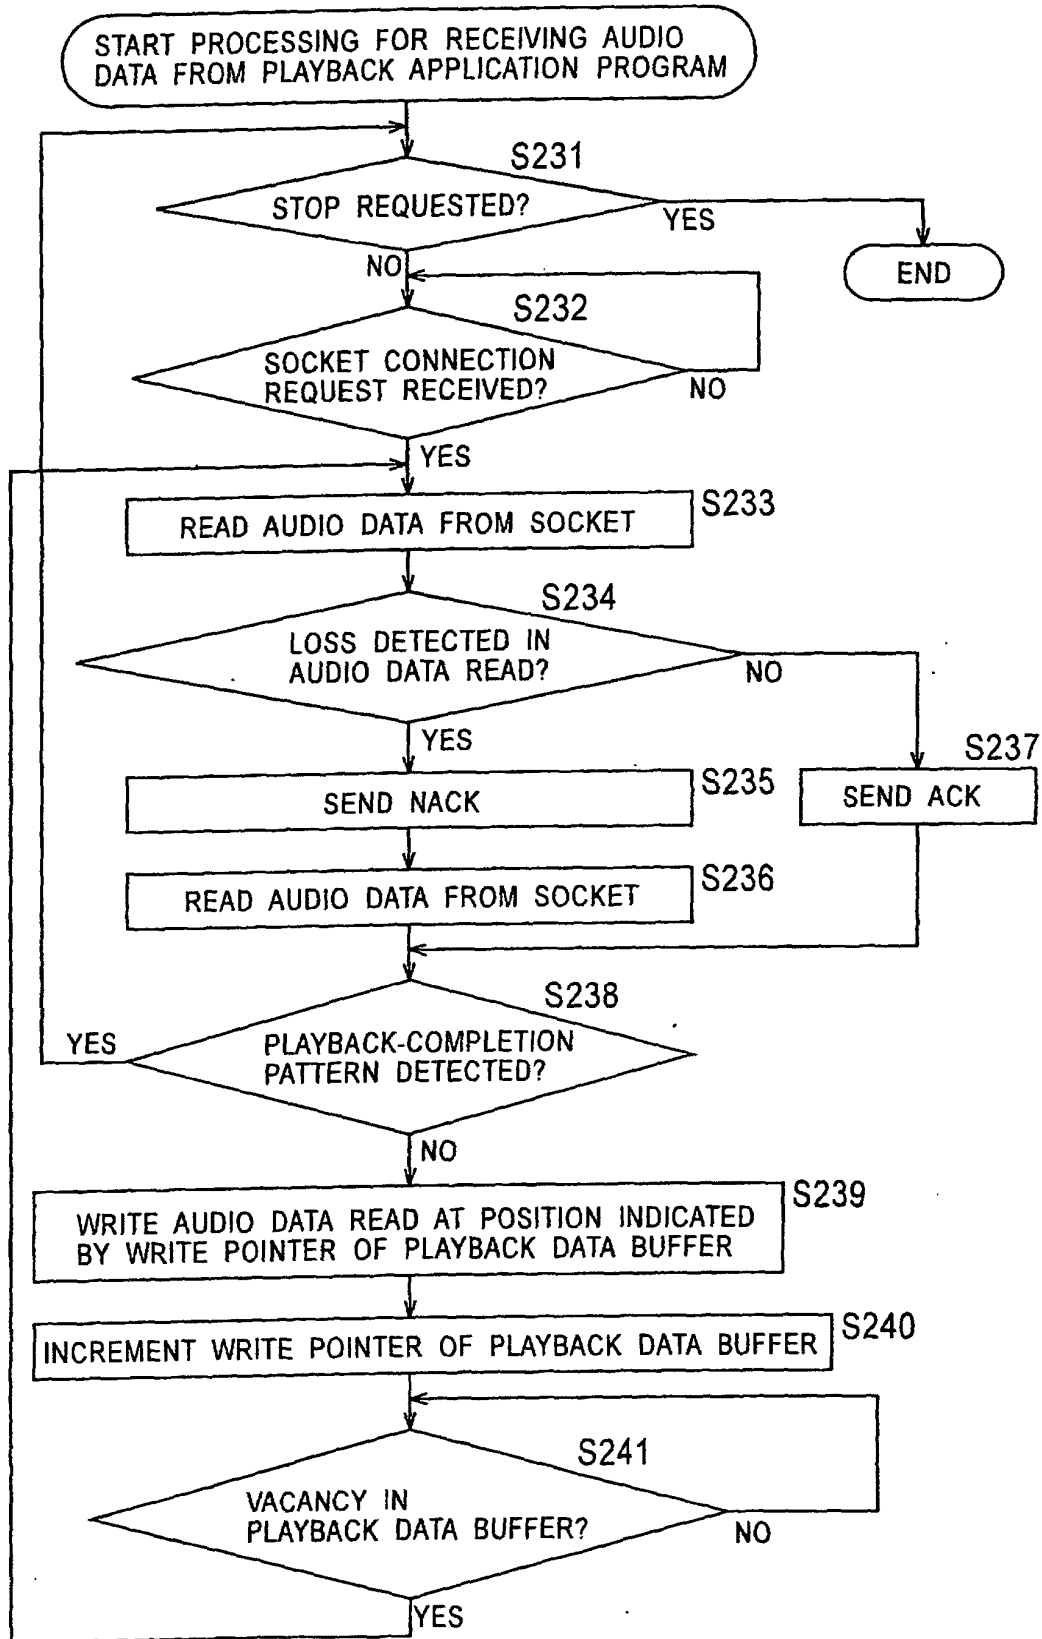 START PROCESSING FOR RECEIVING AUDIO
DATA FROM PLAYBACK APPLICATION PROGRAM
S231
STOP REQUESTED?
YES
END
NO
S232
SOCKET CONNECTION
REQUEST RECEIVED?
NO
YES
S233
READ AUDIO DATA FROM SOCKET
S234
LOSS DETECTED IN
AUDIO DATA READ?
NO
YES
S237
S235
SEND NACK
SEND ACK
S236
READ AUDIO DATA FROM SOCKET
S238
YES
PLAYBACK-COMPLETION
PATTERN DETECTED?
NO
S239
WRITE AUDIO DATA READ AT POSITION INDICATED
BY WRITE POINTER OF PLAYBACK DATA BUFFER
S240
INCREMENT WRITE POINTER OF PLAYBACK DATA BUFFER
S241
VACANCY IN
PLAYBACK DATA BUFFER?
NO
YES